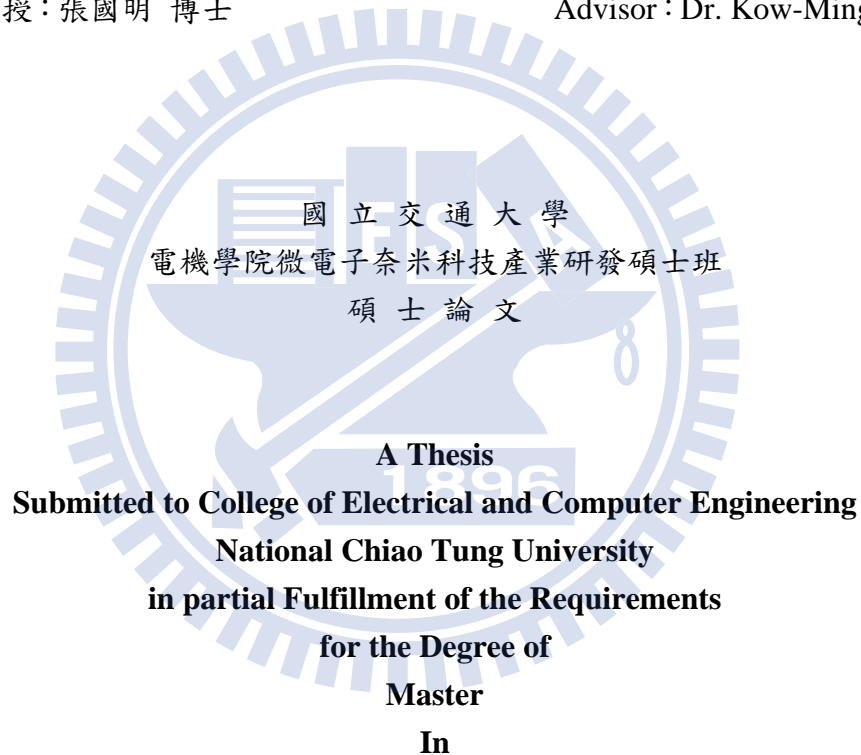 授：張國明 博士 Advisor：Dr. Kow-Ming
國 立 交 通 大 學
電機學院微電子奈米科技產業研發碩士班
碩 士 論 文
A Thesis
Submitted to College of Electrical and Computer Engineering
National Chiao Tung University
in partial Fulfillment of the Requirements
for the Degree of
Master
In
ES
1896